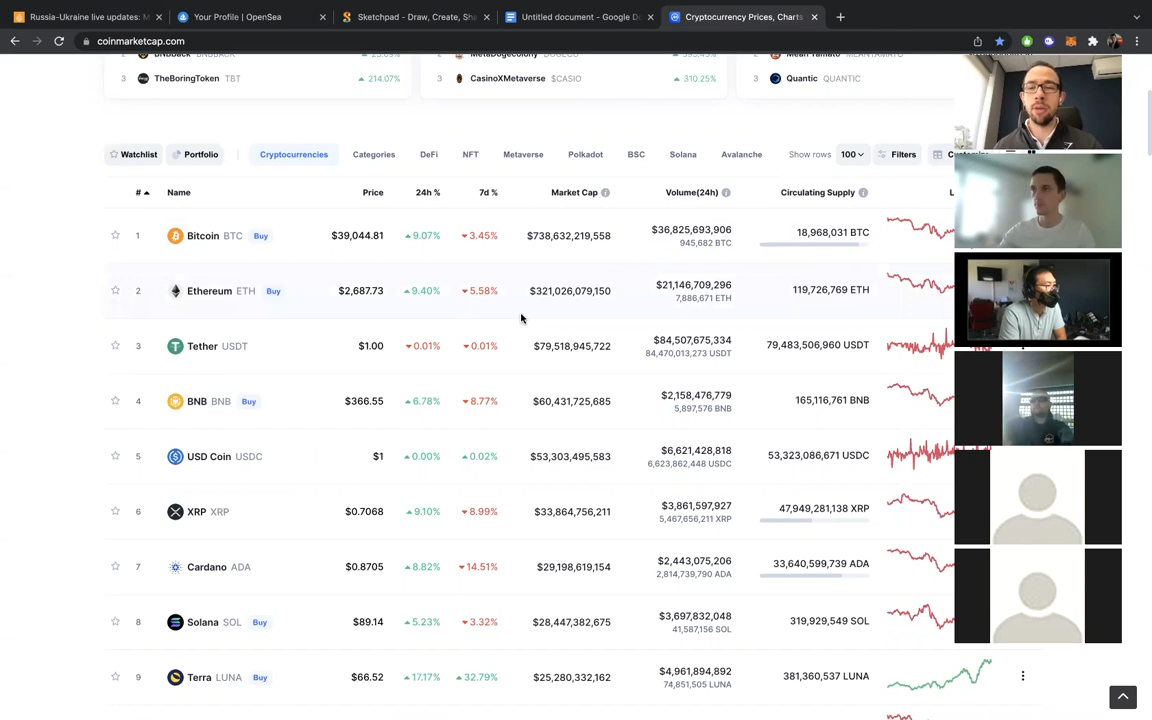 Russia-Ukraine live updates: M
Your Profile | OpenSea
Sketchpad - Draw, Create, Sha
Untitled document - Google Do
Cryptocurrency Prices, Charts
coinmarketcap.com
3 TheBoringToken TBT 214.07%
3 CasinoXMetaverse $CASIO 310.25%
3 Quantic QUANTIC
Watchlist Portfolio Cryptocurrencies Categories DeFi NFT Metaverse Polkadot BSC Solana Avalanche Show rows 100 Filters
# Name Price 24h % 7d % Market Cap Volume(24h) Circulating Supply L
1 Bitcoin BTC Buy $39,044.81 9.07% 3.45% $738,632,219,558 $36,825,693,906 18,968,031 BTC
945,682 BTC
2 Ethereum ETH Buy $2,687.73 9.40% 5.58% $321,026,079,150 $21,146,709,296 119,726,769 ETH
7,886,671 ETH
3 Tether USDT $1.00 0.01% 0.01% $79,518,945,722 $84,507,675,334 79,483,506,960 USDT
84,470,013,273 USDT
4 BNB BNB Buy $366.55 6.78% 8.77% $60,431,725,685 $2,158,476,779 165,116,761 BNB
5,897,576 BNB
5 USD Coin USDC $1 0.00% 0.02% $53,303,495,583 $6,621,428,818 53,323,086,671 USDC
6,623,862,448 USDC
6 XRP XRP $0.7068 9.10% 8.99% $33,864,756,211 $3,861,597,927 47,949,281,138 XRP
5,467,656,211 XRP
7 Cardano ADA $0.8705 8.82% 14.51% $29,198,619,154 $2,443,075,206 33,640,599,739 ADA
2,814,739,790 ADA
8 Solana SOL Buy $89.14 5.23% 3.32% $28,447,382,675 $3,697,832,048 319,929,549 SOL
41,587,156 SOL
9 Terra LUNA Buy $66.52 17.17% 32.79% $25,280,332,162 $4,961,894,892 381,360,537 LUNA
74,851,505 LUNA